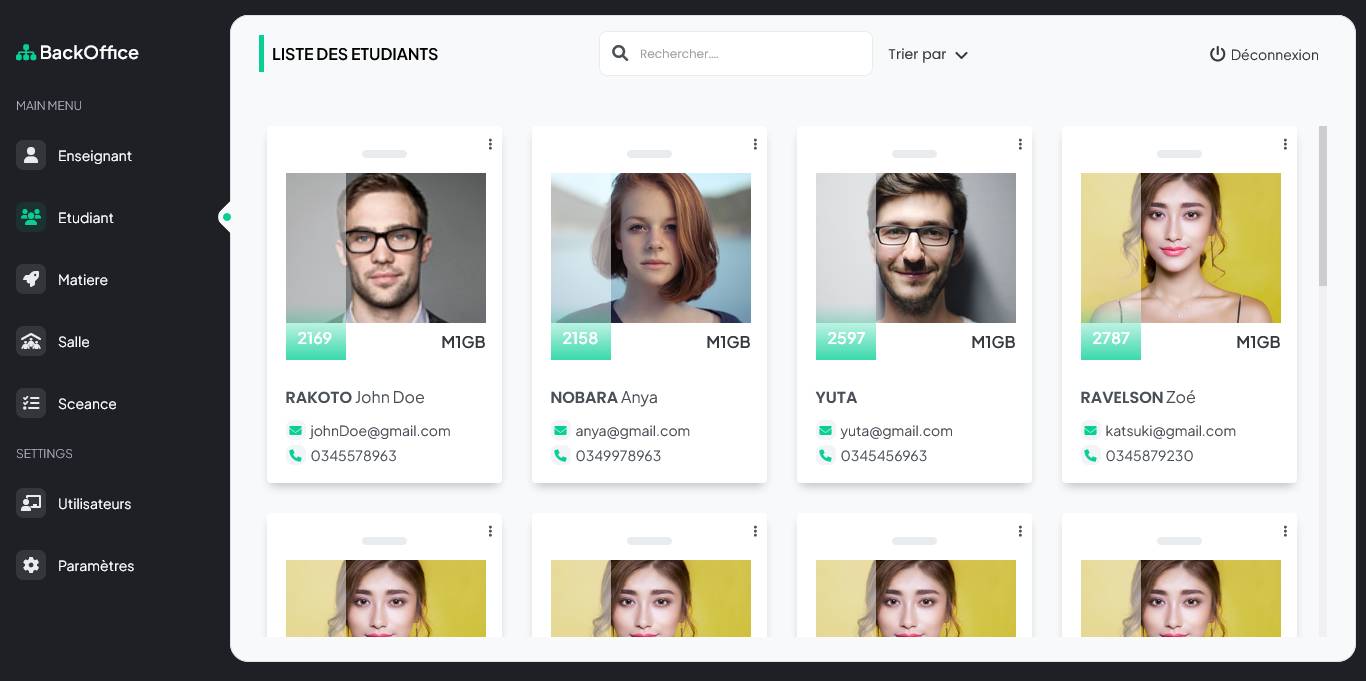 BackOffice
MAIN MENU
Enseignant
Etudiant
Matiere
Salle
Sceance
SETTINGS
Utilisateurs
Paramètres
LISTE DES ETUDIANTS
Rechercher....
Trier par
Déconnexion
2169
M1GB
RAKOTO John Doe
johnDoe@gmail.com
0345578963
2158
M1GB
NOBARA Anya
anya@gmail.com
0349978963
2597
M1GB
YUTA
yuta@gmail.com
0345456963
2787
M1GB
RAVELSON Zoé
katsuki@gmail.com
0345879230